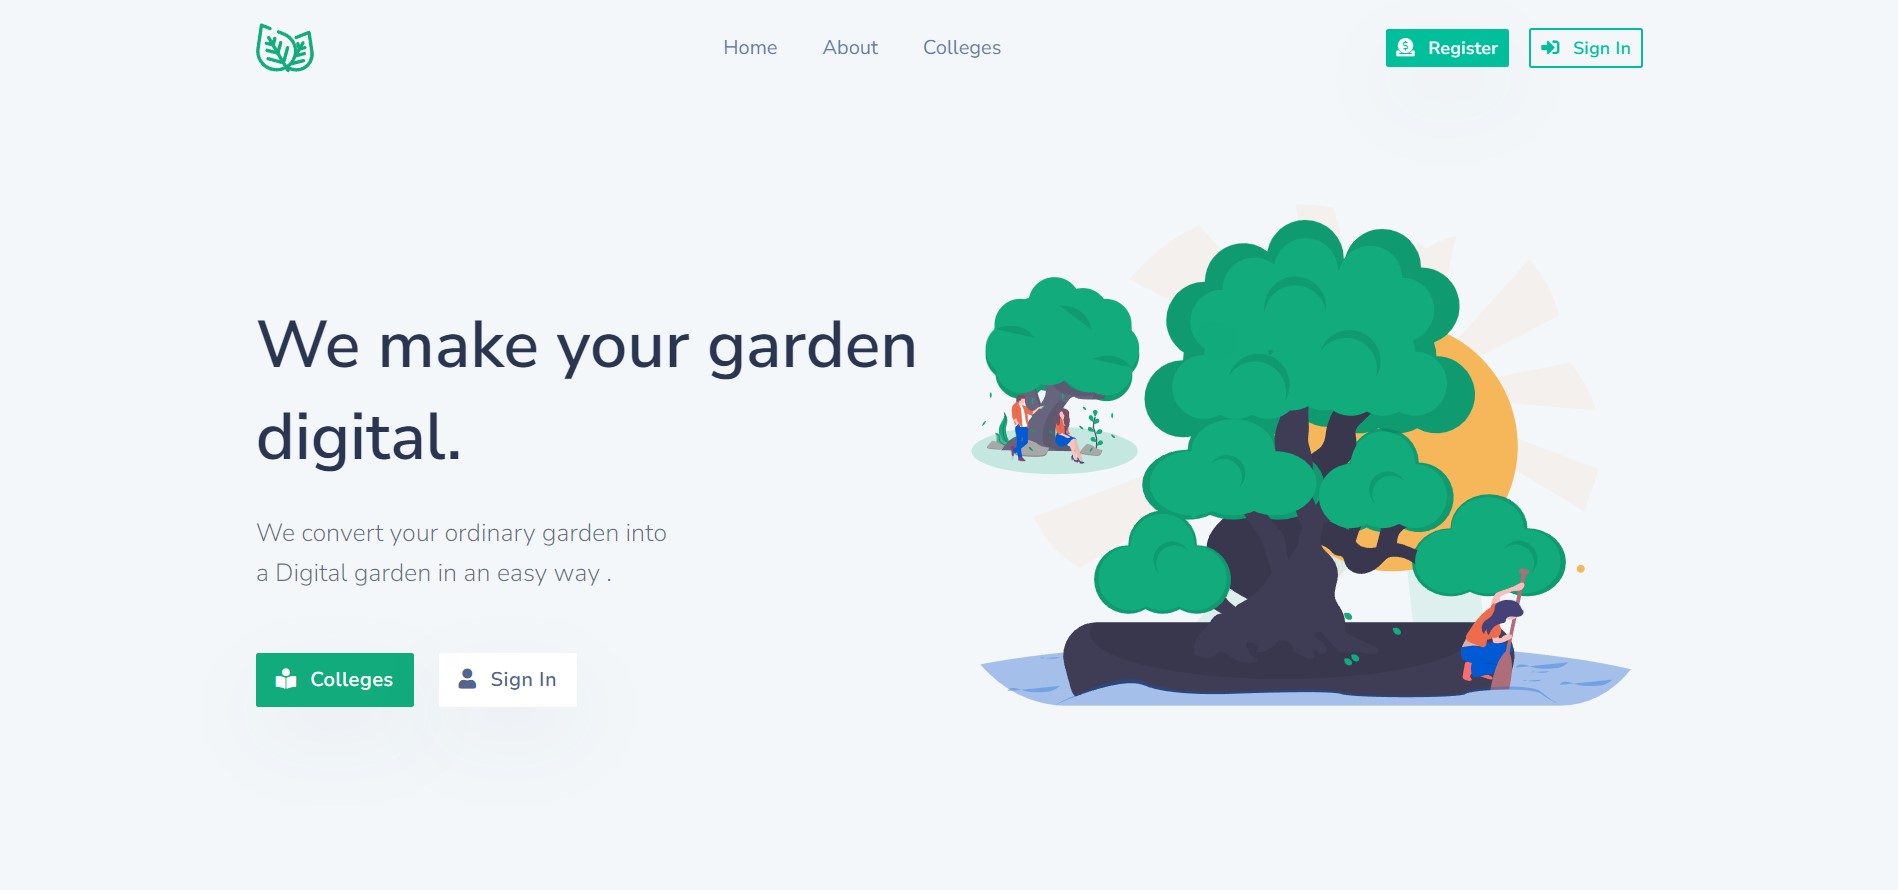 Home About Colleges
Register Sign In
We make your garden
digital.
We convert your ordinary garden into
a Digital garden in an easy way .
Colleges Sign In